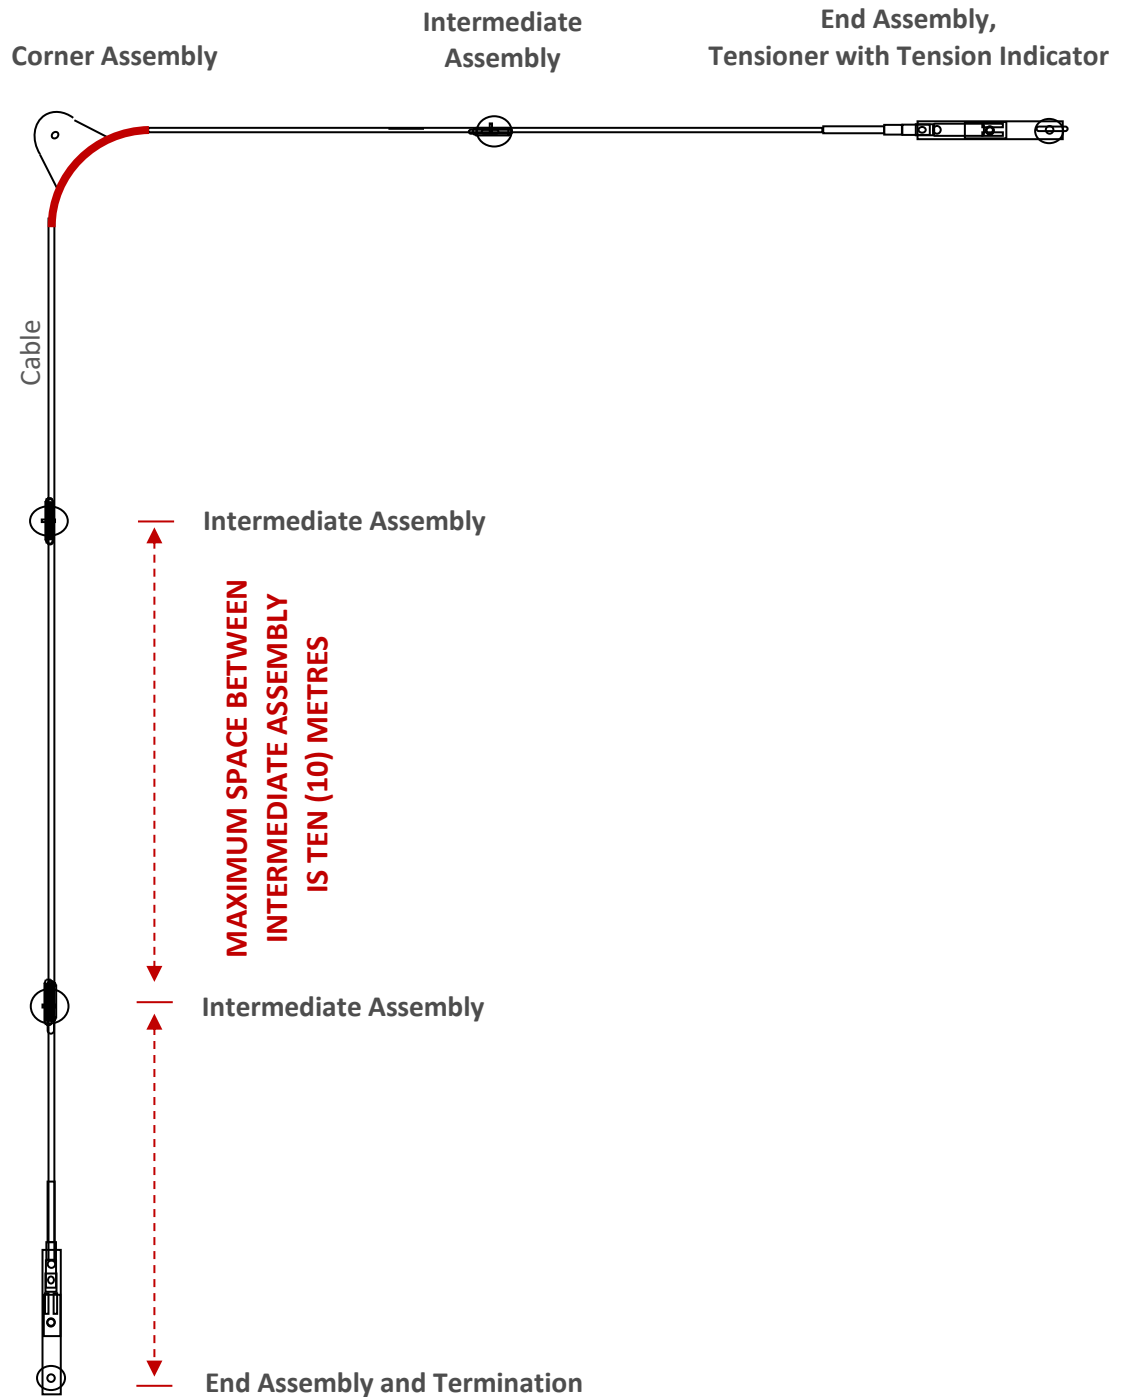 Corner Assembly
Intermediate
Assembly
End Assembly,
Tensioner with Tension Indicator
Cable
Intermediate Assembly
MAXIMUM SPACE BETWEEN
INTERMEDIATE ASSEMBLY
IS TEN (10) METRES
Intermediate Assembly
End Assembly and Termination